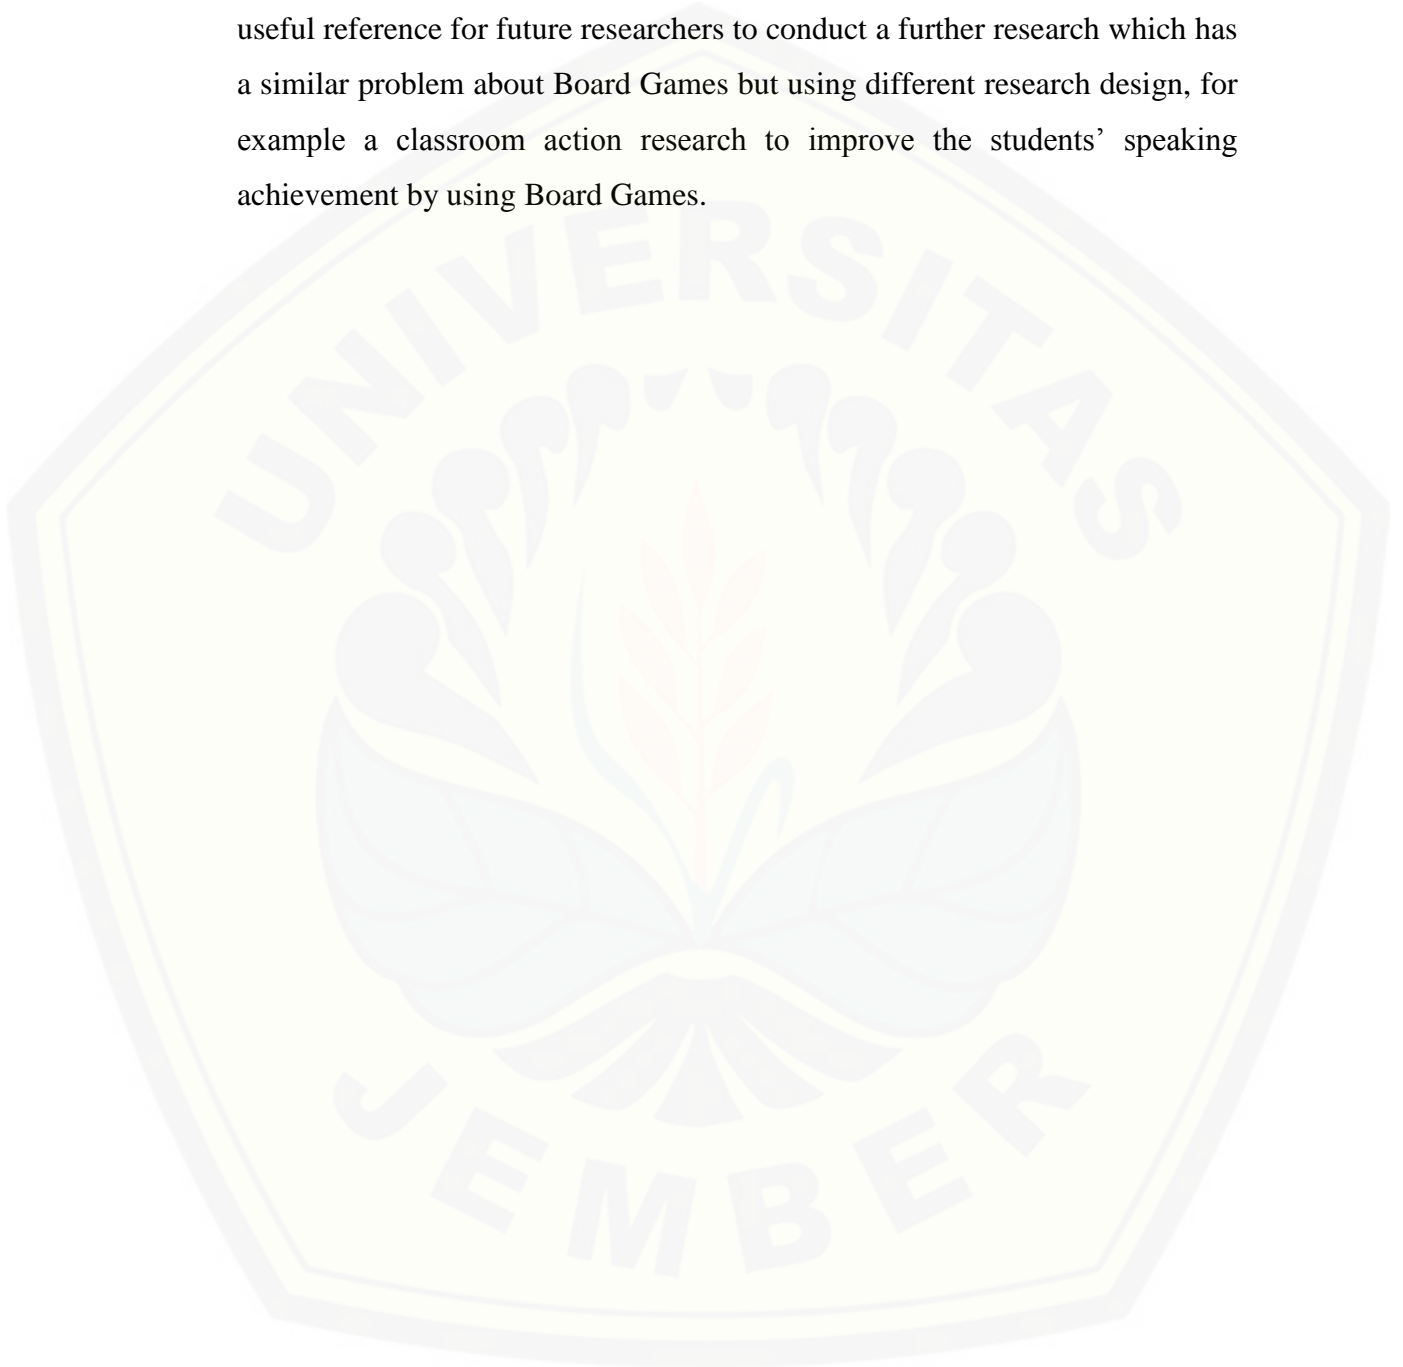 useful reference for future researchers to conduct a further research which has
a similar problem about Board Games but using different research design, for
example a classroom action research to improve the students’ speaking
achievement by using Board Games.
UNIVERSITAS
JEMBER